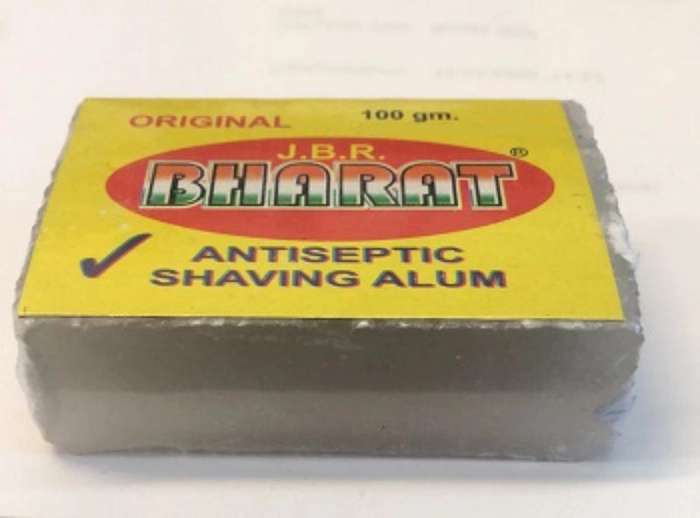 ORIGINAL 100 gm.
J.B.R.
BHARAT®
ANTISEPTIC
SHAVING ALUM